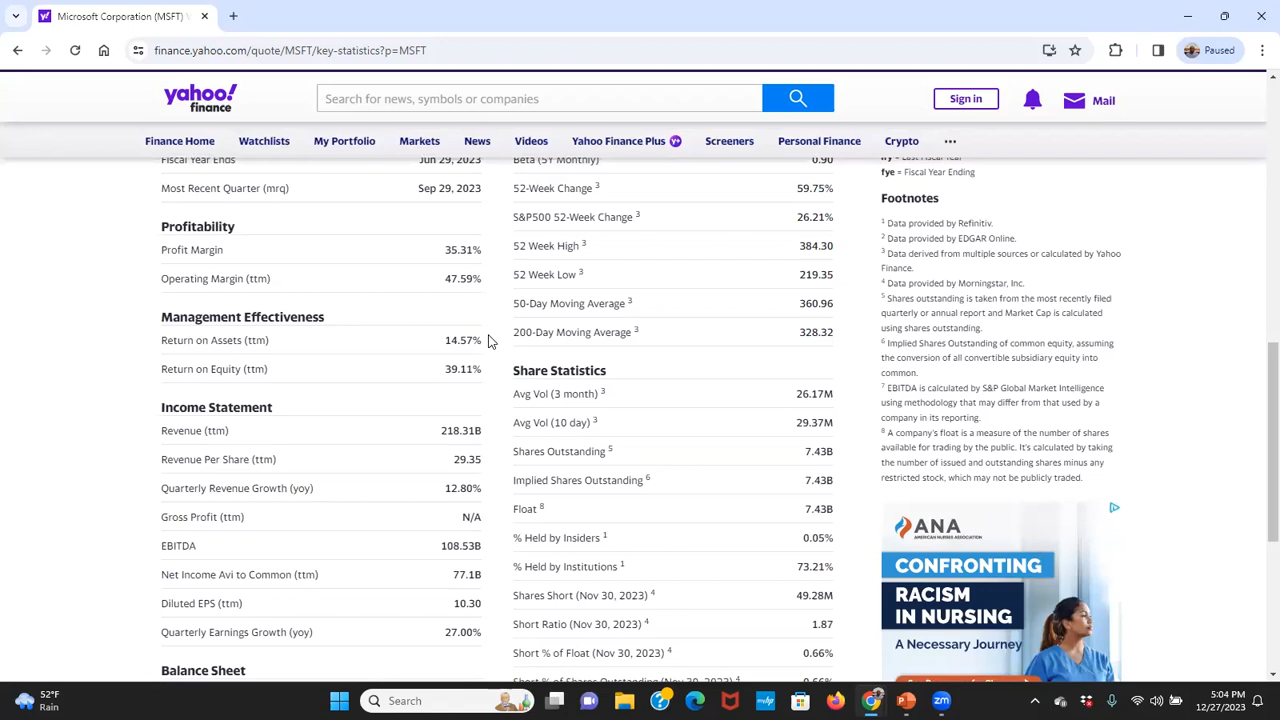 Microsoft Corporation (MSFT) V
finance.yahoo.com/quote/MSFT/key-statistics?p=MSFT
Paused
yahoo!
finance
Search for news, symbols or companies
Sign in
Mail
Finance Home
Watchlists
My Portfolio
Markets
News
Videos
Yahoo Finance Plus
Screeners
Personal Finance
Crypto
Fiscal Year Ends Jun 29, 2023
Most Recent Quarter (mrq) Sep 29, 2023
Profitability
Profit Margin 35.31%
Operating Margin (ttm) 47.59%
Management Effectiveness
Return on Assets (ttm) 14.57%
Return on Equity (ttm) 39.11%
Income Statement
Revenue (ttm) 218.31B
Revenue Per Share (ttm) 29.35
Quarterly Revenue Growth (yoy) 12.80%
Gross Profit (ttm) N/A
EBITDA 108.53B
Net Income Avi to Common (ttm) 77.1B
Diluted EPS (ttm) 10.30
Quarterly Earnings Growth (yoy) 27.00%
Balance Sheet
Beta (5Y Monthly) 0.90
52-Week Change 3 59.75%
S&P500 52-Week Change 3 26.21%
52 Week High 3 384.30
52 Week Low 3 219.35
50-Day Moving Average 3 360.96
200-Day Moving Average 3 328.32
Share Statistics
Avg Vol (3 month) 3 26.17M
Avg Vol (10 day) 3 29.37M
Shares Outstanding 5 7.43B
Implied Shares Outstanding 6 7.43B
Float 8 7.43B
% Held by Insiders 1 0.05%
% Held by Institutions 1 73.21%
Shares Short (Nov 30, 2023) 4 49.28M
Short Ratio (Nov 30, 2023) 4 1.87
Short % of Float (Nov 30, 2023) 4 0.66%
Short % of Shares Outstanding (Nov 30, 2023) 4 0.66%
lfy = Last Fiscal Year
fye = Fiscal Year Ending
Footnotes
1 Data provided by Refinitiv.
2 Data provided by EDGAR Online.
3 Data derived from multiple sources or calculated by Yahoo
Finance.
4 Data provided by Morningstar, Inc.
5 Shares outstanding is taken from the most recently filed
quarterly or annual report and Market Cap is calculated
using shares outstanding.
6 Implied Shares Outstanding of common equity, assuming
the conversion of all convertible subsidiary equity into
common.
7 EBITDA is calculated by S&P Global Market Intelligence
using methodology that may differ from that used by a
company in its reporting.
8 A company's float is a measure of the number of shares
available for trading by the public. It's calculated by taking
the number of issued and outstanding shares minus any
restricted stock, which may not be publicly traded.
ANA
AMERICAN NURSES ASSOCIATION
CONFRONTING
RACISM
IN NURSING
A Necessary Journey
52°F
Rain
Search
5:04 PM
12/27/2023